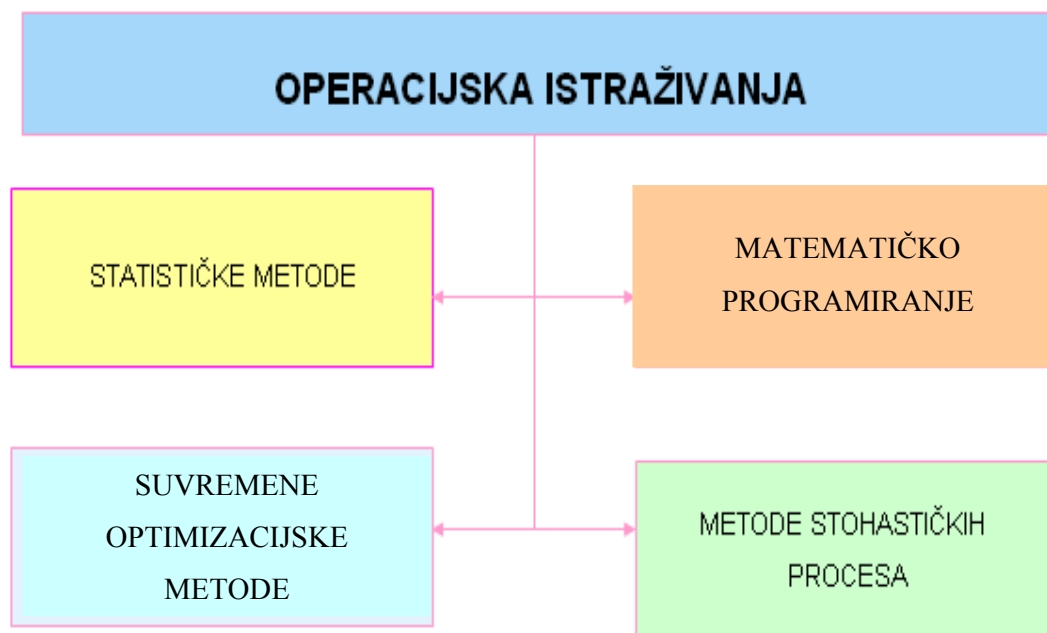 OPERACIJSKA ISTRAŽIVANJA
STATISTIČKE METODE
MATEMATIČKO
PROGRAMIRANJE
SUVREMENE
OPTIMIZACIJSKE
METODE
METODE STOHASTIČKIH
PROCESA